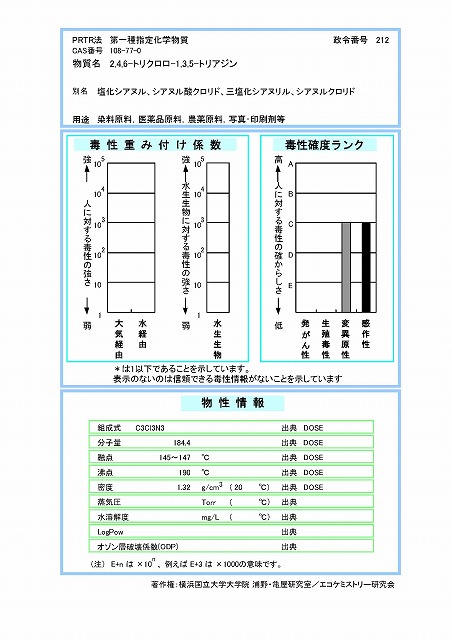 PRTR法 第一種指定化学物質 政令番号 212
CAS番号 108-77-0
物質名 2,4,6-トリクロロ-1,3,5-トリアジン
別名 塩化シアヌル、シアヌル酸クロリド、三塩化シアヌリル、シアヌルクロリド
用途 染料原料, 医薬品原料, 農薬原料, 写真・印刷剤等
毒性重み付け係数
強
人に対する毒性の強さ
弱
10^5
10^4
10^3
10^2
10
1
大気経由
水経由
強
水生生物に対する毒性の強さ
弱
10^5
10^4
10^3
10^2
10
1
水生生物
毒性確度ランク
高
人に対する毒性の確からしさ
低
A
B
C
D
E
発がん性
生殖毒性
変異原性
感作性
*は1以下であることを示しています。
表示のないのは信頼できる毒性情報がないことを示しています
物性情報
組成式 C3Cl3N3 出典 DOSE
分子量 184.4 出典 DOSE
融点 145～147 ℃ 出典 DOSE
沸点 190 ℃ 出典 DOSE
密度 1.32 g/cm3 ( 20 ℃) 出典 DOSE
蒸気圧 Torr ( ℃) 出典
水溶解度 mg/L ( ℃) 出典
LogPow 出典
オゾン層破壊係数(ODP) 出典
(注) E+n は ×10^n 、例えば E+3 は ×1000の意味です。
著作権：横浜国立大学大学院 浦野・亀屋研究室／エコケミストリー研究会